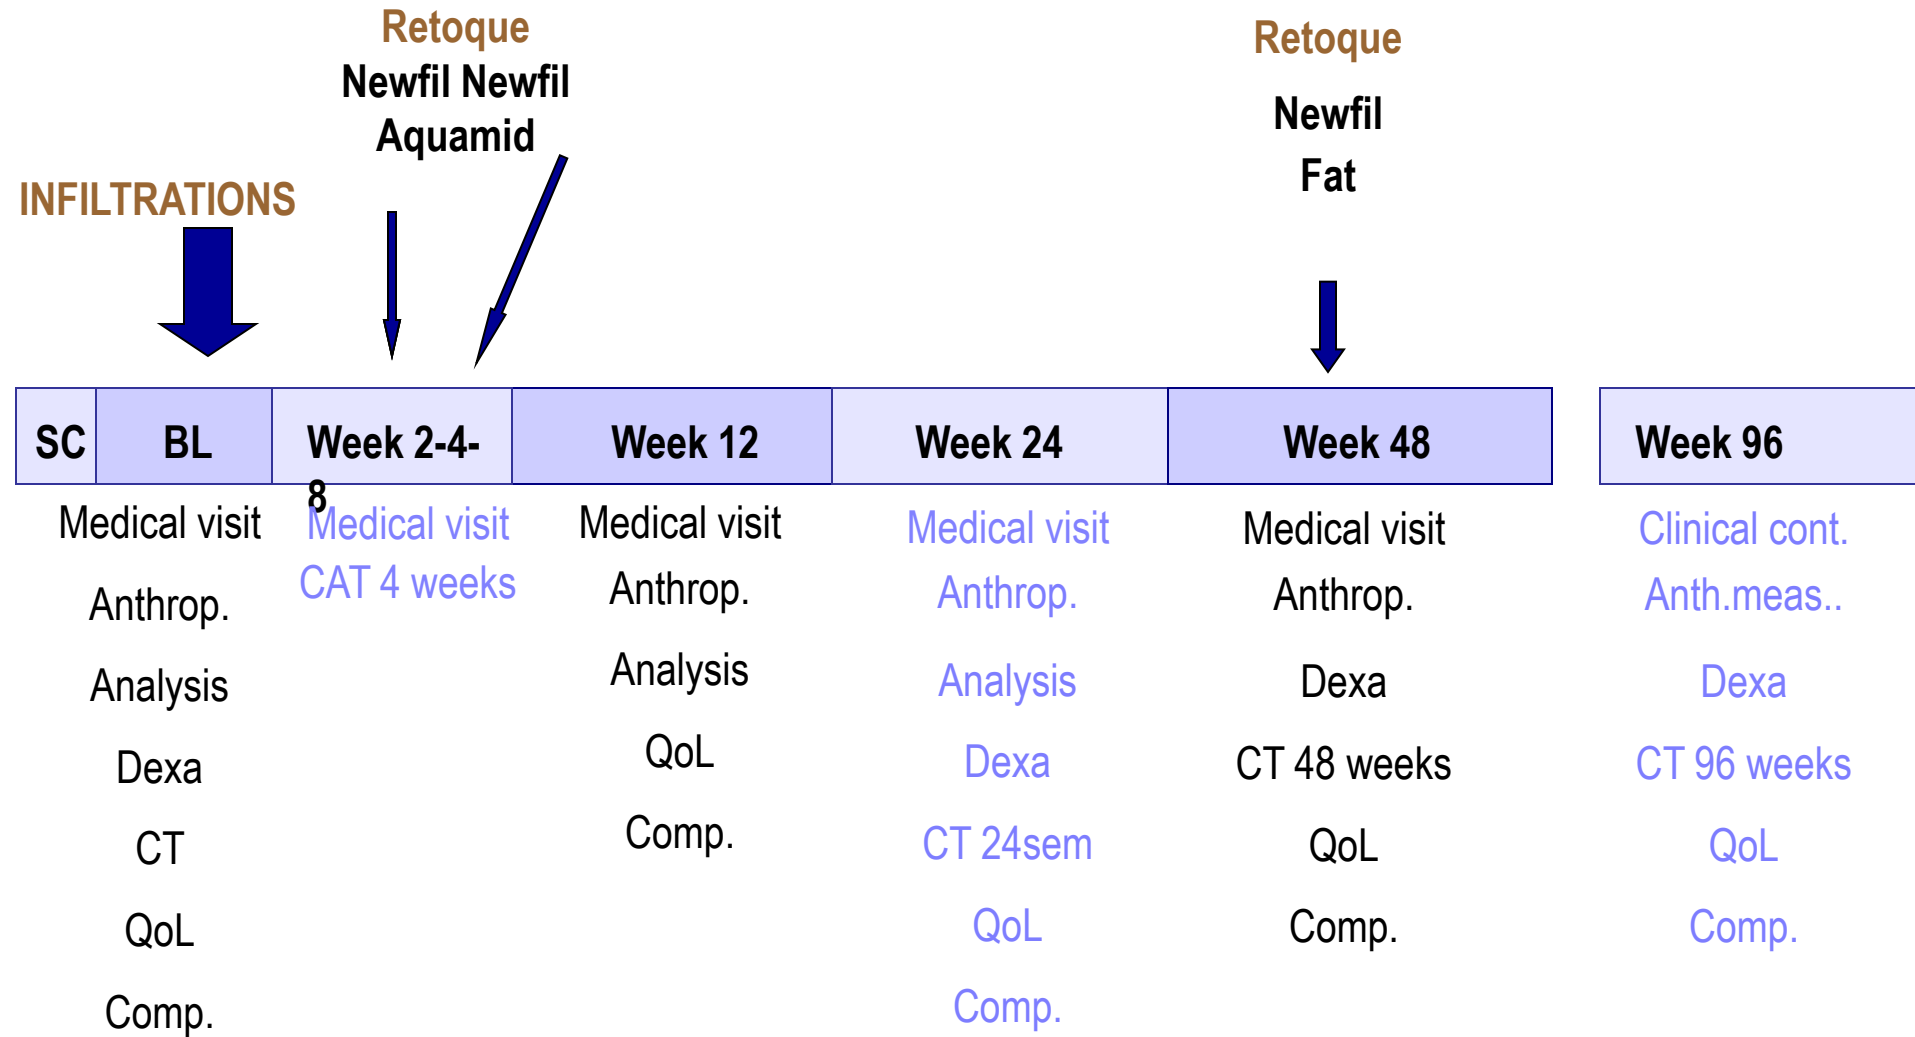 Retoque
Newfil Newfil
Aquamid
Retoque
Newfil
Fat
INFILTRATIONS
SC
BL
Week 2-4-
8
Week 12
Week 24
Week 48
Week 96
Medical visit
Anthrop.
Analysis
Dexa
CT
QoL
Comp.
Medical visit
CAT 4 weeks
Medical visit
Anthrop.
Analysis
QoL
Comp.
Medical visit
Anthrop.
Analysis
Dexa
CT 24sem
QoL
Comp.
Medical visit
Anthrop.
Dexa
CT 48 weeks
QoL
Comp.
Clinical cont.
Anth.meas..
Dexa
CT 96 weeks
QoL
Comp.